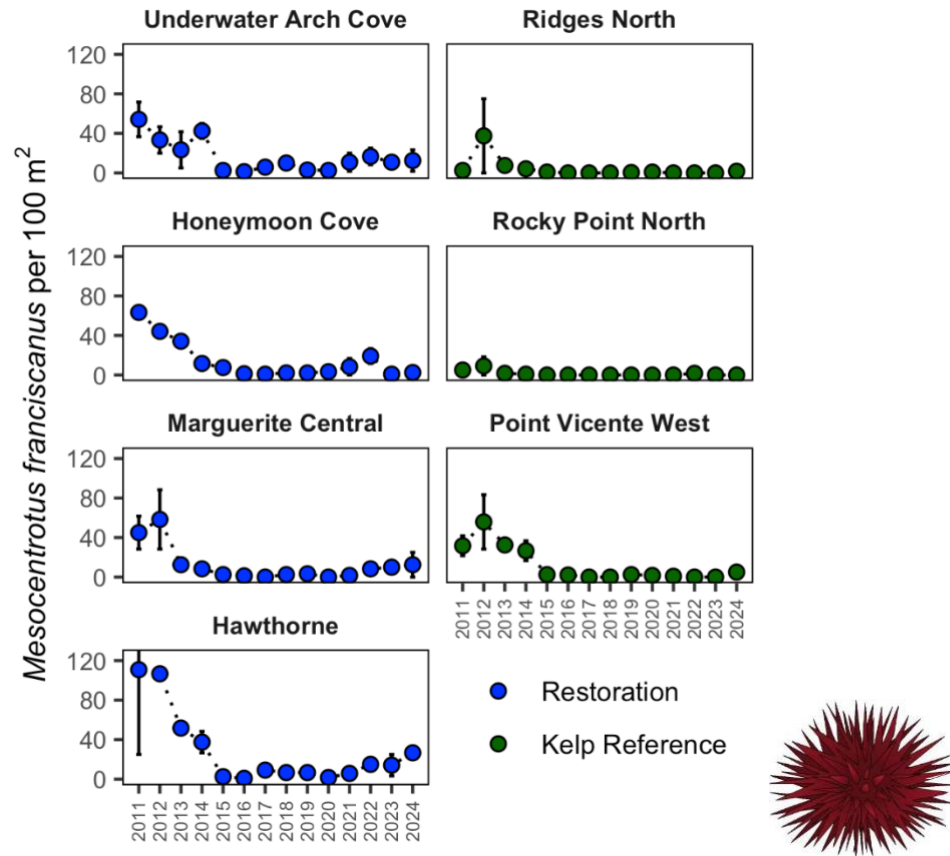 Mesocentrotus franciscanus per 100 m²
Underwater Arch Cove
120
80
40
0
Ridges North
Honeymoon Cove
120
80
40
0
Rocky Point North
Marguerite Central
120
80
40
0
Point Vicente West
2011 2012 2013 2014 2015 2016 2017 2018 2019 2020 2021 2022 2023 2024
Hawthorne
120
80
40
0
2011 2012 2013 2014 2015 2016 2017 2018 2019 2020 2021 2022 2023 2024
Restoration
Kelp Reference